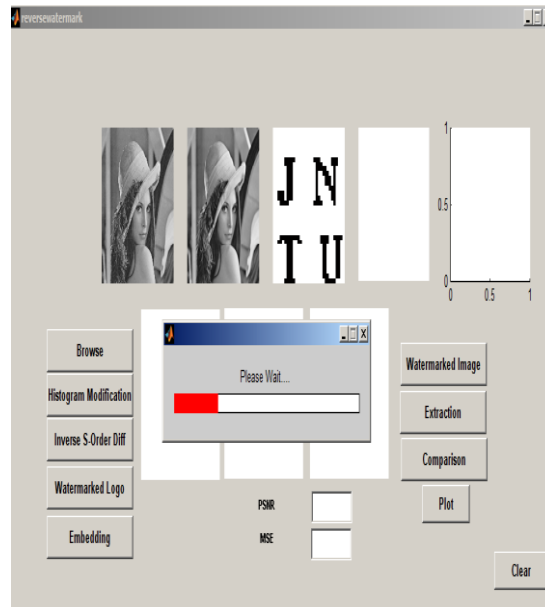 reversewatermark
J N
T U
1
0.5
0
0 0.5 1
Please Wait....
Browse
Histogram Modification
Inverse S-Order Diff
Watermarked Logo
Embedding
Watermarked Image
Extraction
Comparison
Plot
PSNR
MSE
Clear